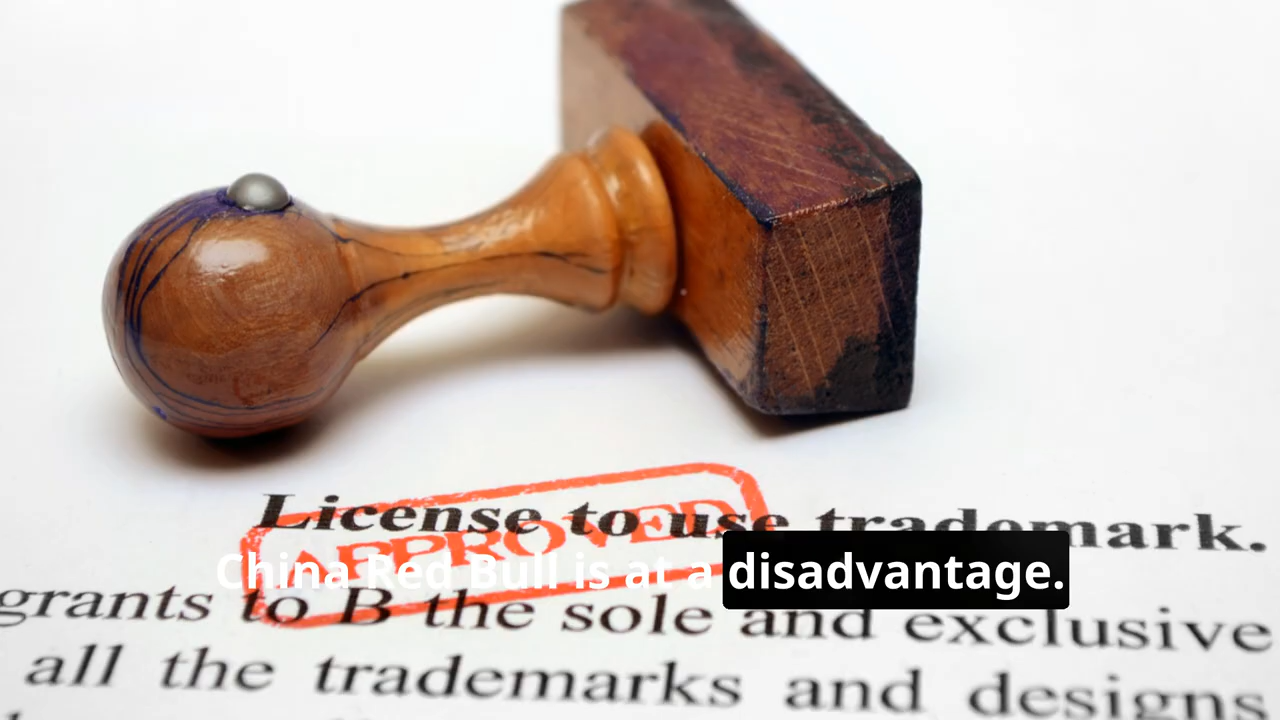 License to use trademark.
APPROVED
China Red Bull is at a disadvantage.
grants to B the sole and exclusive
all the trademarks and designs